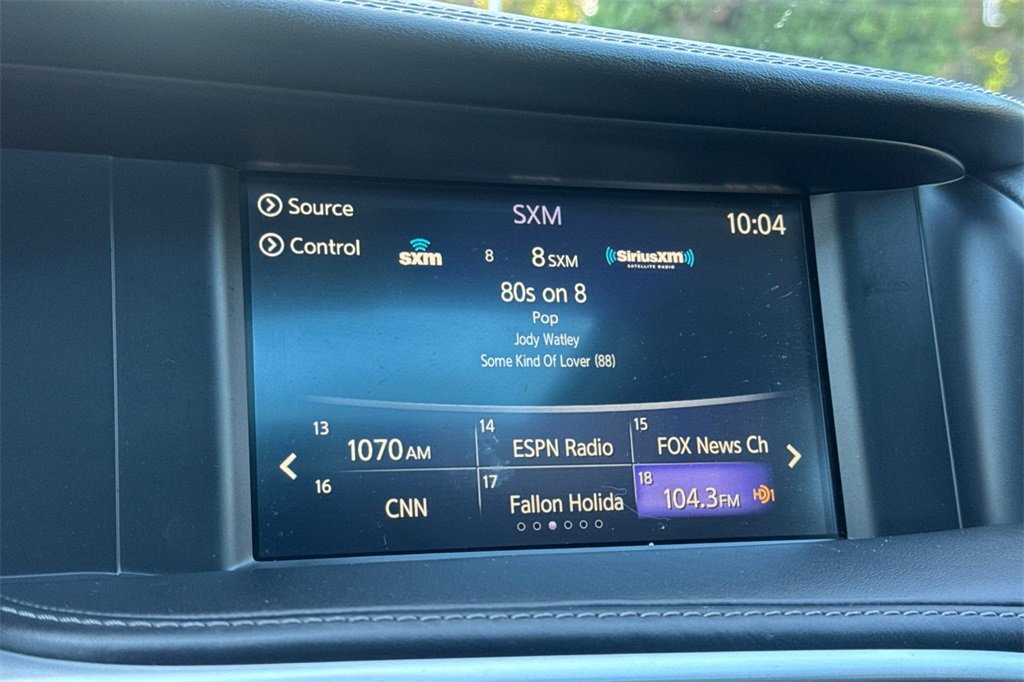 Source
SXM
10:04
Control
sxm
8
8 SXM
((SiriusXM))
SATELLITE RADIO
80s on 8
Pop
Jody Watley
Some Kind Of Lover (88)
13
1070 AM
14
ESPN Radio
15
FOX News Ch
16
CNN
17
Fallon Holida
18
104.3 FM
HD1